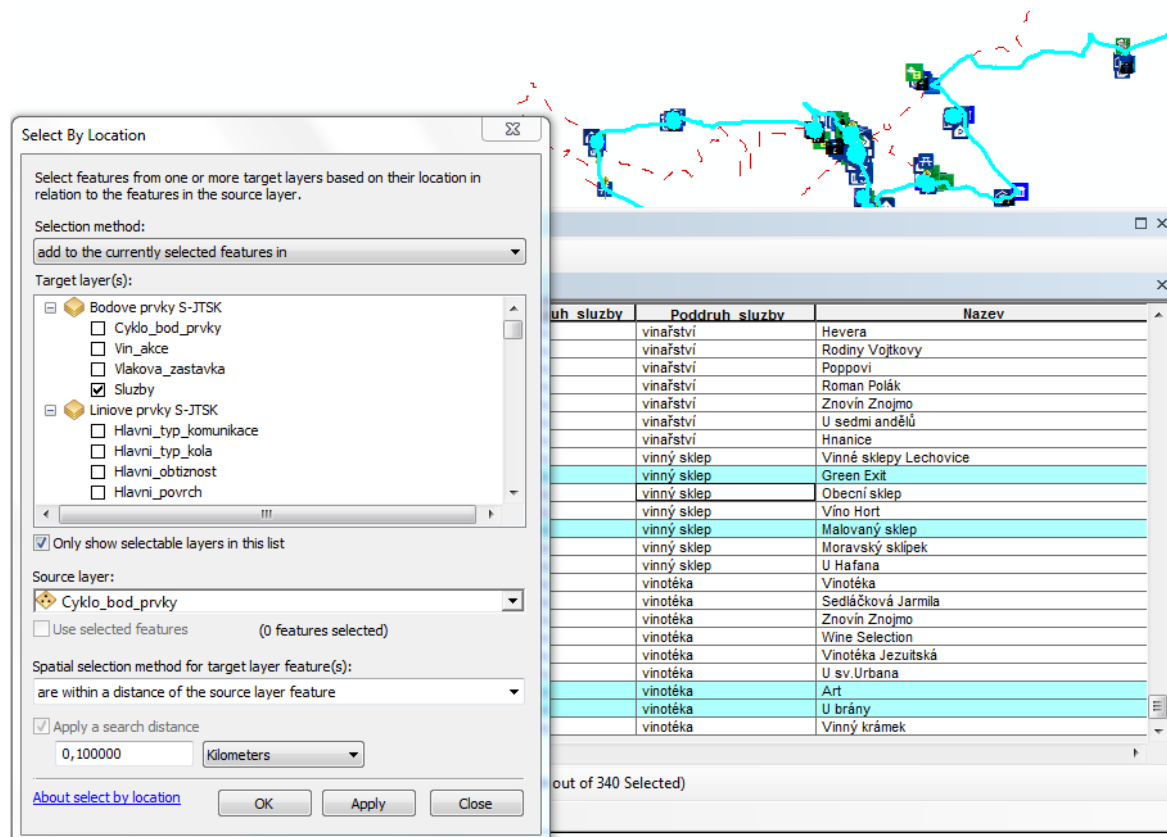 Select By Location
Select features from one or more target layers based on their location in
relation to the features in the source layer.
Selection method:
add to the currently selected features in
Target layer(s):
Bodove prvky S-JTSK
Cyklo_bod_prvky
Vin_akce
Vlakova_zastavka
Sluzby
Liniove prvky S-JTSK
Hlavni_typ_komunikace
Hlavni_typ_kola
Hlavni_obtiznost
Hlavni_povrch
Only show selectable layers in this list
Source layer:
Cyklo_bod_prvky
Use selected features (0 features selected)
Spatial selection method for target layer feature(s):
are within a distance of the source layer feature
Apply a search distance
0,100000 Kilometers
About select by location OK Apply Close
uh_sluzby Poddruh_sluzby Nazev
vinařství Hevera
vinařství Rodiny Vojtkovy
vinařství Poppovi
vinařství Roman Polák
vinařství Znovín Znojmo
vinařství U sedmi andělů
vinařství Hnanice
vinný sklep Vinné sklepy Lechovice
vinný sklep Green Exit
vinný sklep Obecní sklep
vinný sklep Víno Hort
vinný sklep Malovaný sklep
vinný sklep Moravský sklípek
vinný sklep U Hafana
vinotéka Vinotéka
vinotéka Sedláčková Jarmila
vinotéka Znovín Znojmo
vinotéka Wine Selection
vinotéka Vinotéka Jezuitská
vinotéka U sv.Urbana
vinotéka Art
vinotéka U brány
vinotéka Vinný krámek
out of 340 Selected)